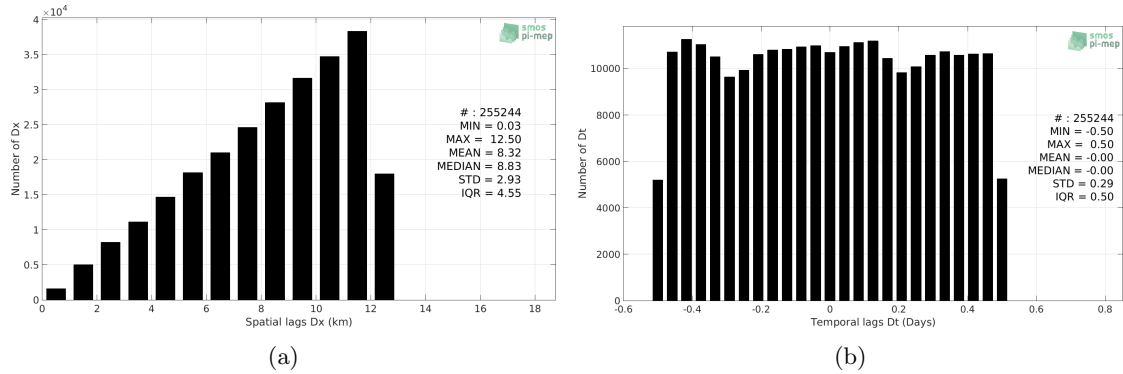 ×10⁴
4
3.5
3
2.5
2
1.5
1
0.5
0
Number of Dx
0 2 4 6 8 10 12 14 16 18
Spatial lags Dx (km)
smos
pi-mep
# : 255244
MIN = 0.03
MAX = 12.50
MEAN = 8.32
MEDIAN = 8.83
STD = 2.93
IQR = 4.55
(a)
10000
8000
6000
4000
2000
0
Number of Dt
-0.6 -0.4 -0.2 0 0.2 0.4 0.6 0.8
Temporal lags Dt (Days)
smos
pi-mep
# : 255244
MIN = -0.50
MAX = 0.50
MEAN = -0.00
MEDIAN = -0.00
STD = 0.29
IQR = 0.50
(b)